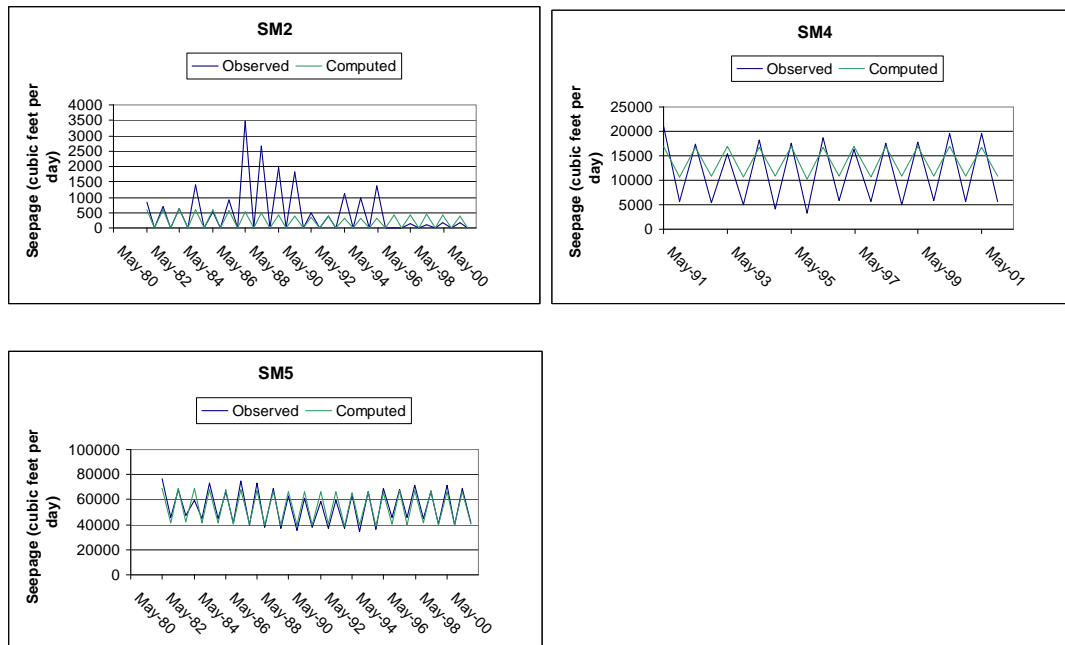 SM2
Observed Computed
Seepage (cubic feet per
day)
4000
3500
3000
2500
2000
1500
1000
500
0
May-80
May-82
May-84
May-86
May-88
May-90
May-92
May-94
May-96
May-98
May-00
SM4
Observed Computed
Seepage (cubic feet per
day)
25000
20000
15000
10000
5000
0
May-91
May-93
May-95
May-97
May-99
May-01
SM5
Observed Computed
Seepage (cubic feet per
day)
100000
80000
60000
40000
20000
0
May-80
May-82
May-84
May-86
May-88
May-90
May-92
May-94
May-96
May-98
May-00